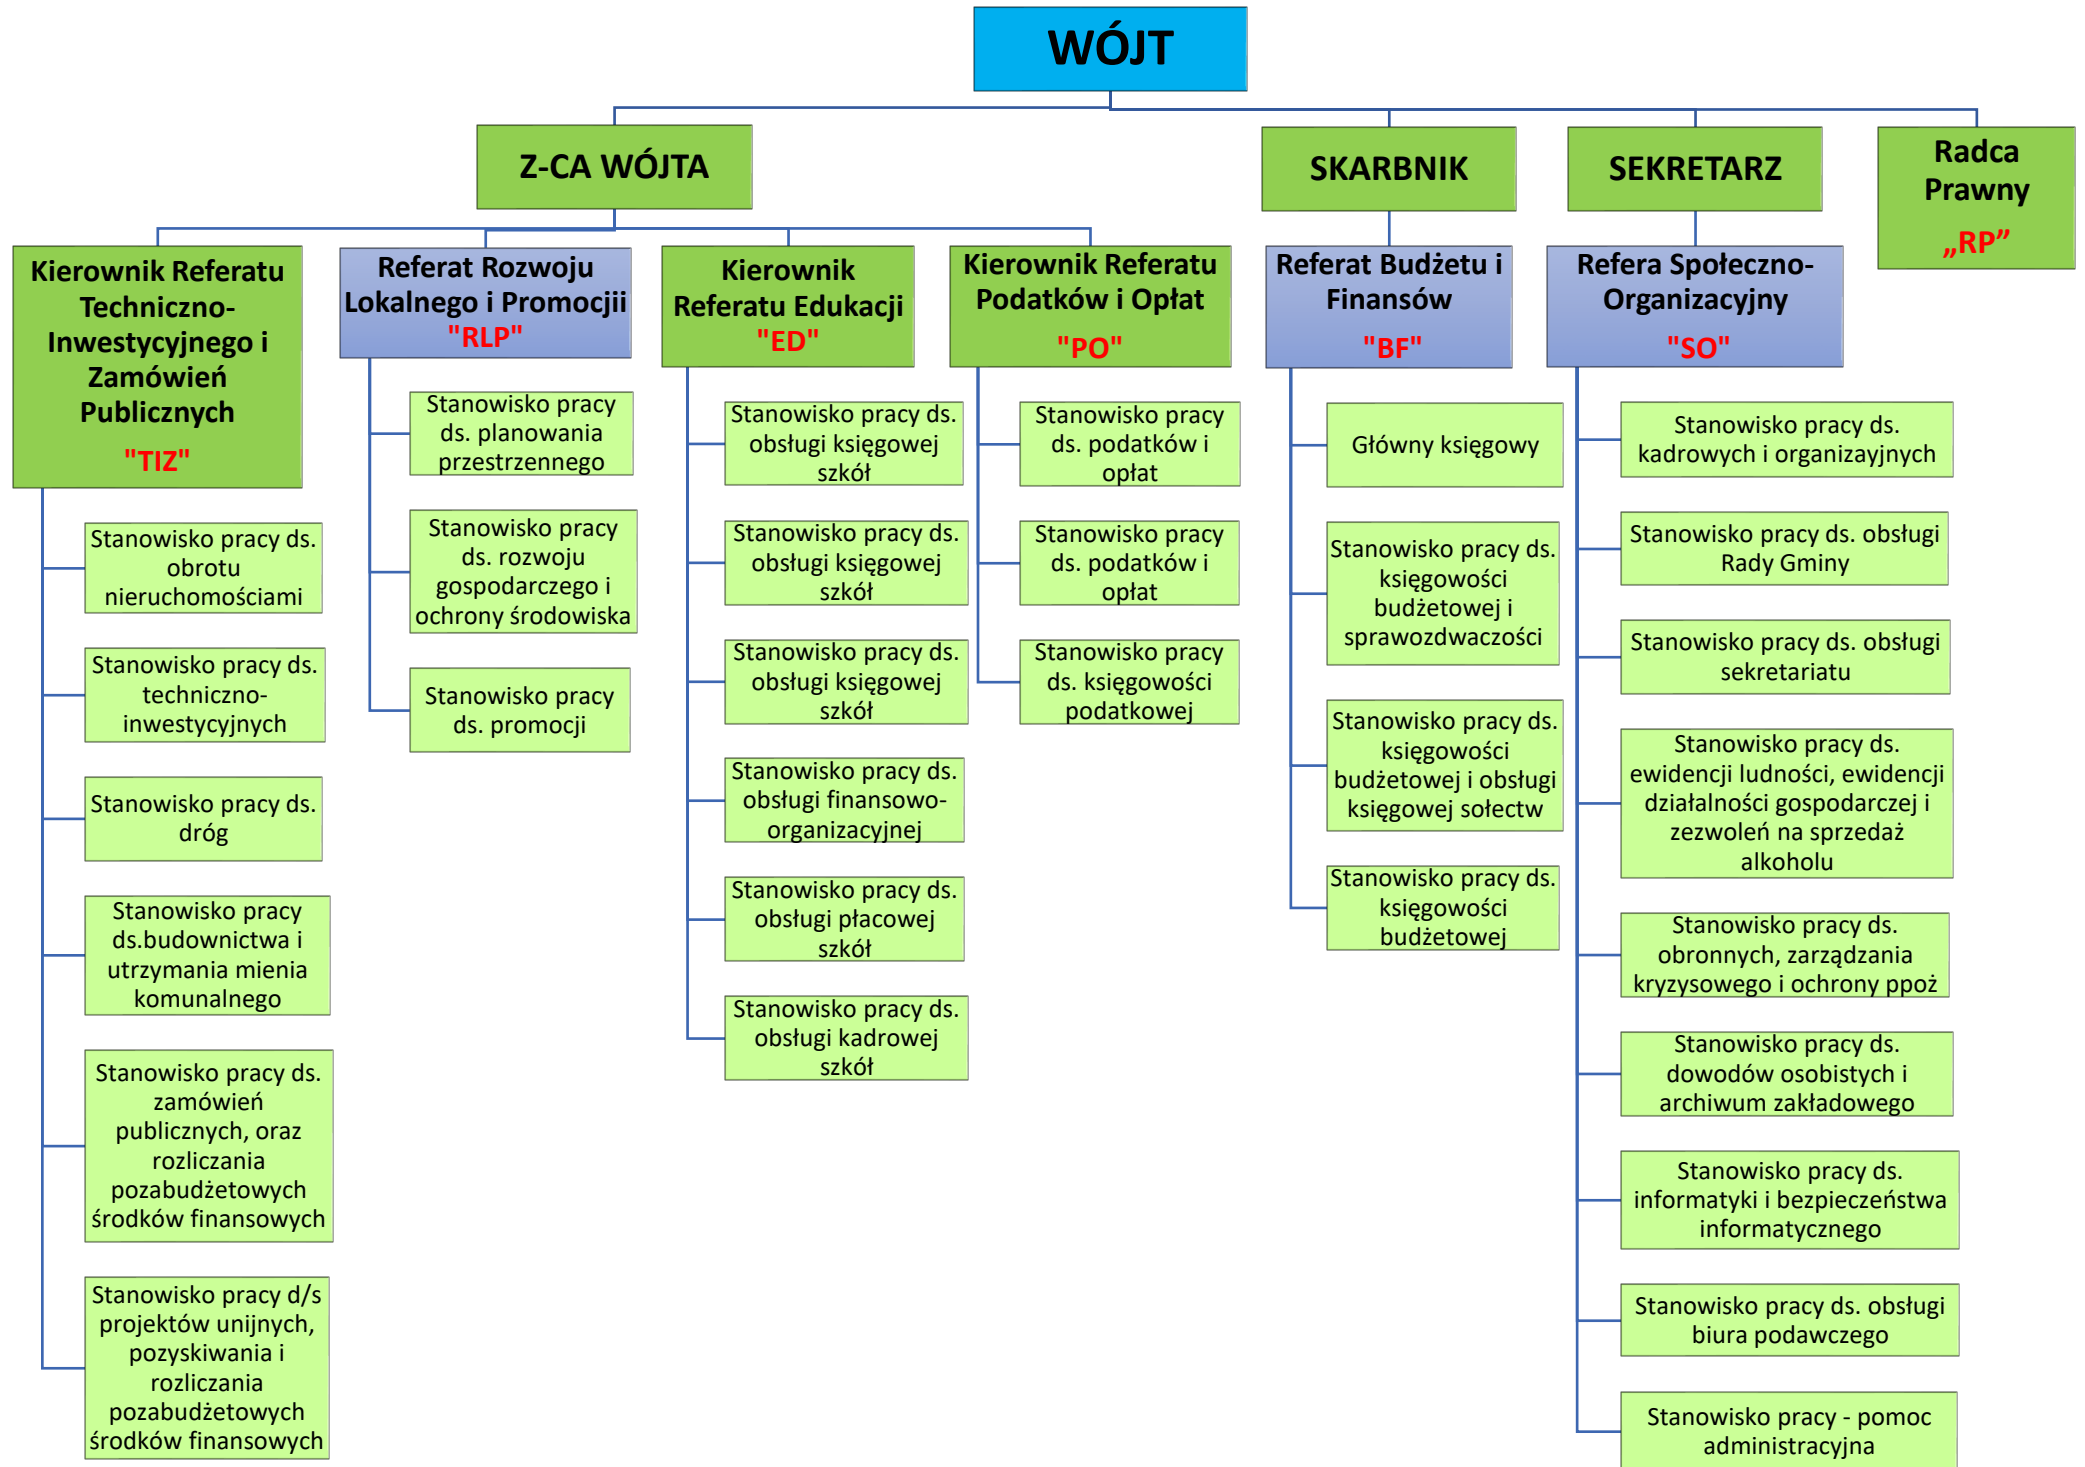 WÓJT
Z-CA WÓJTA
SKARBNIK
SEKRETARZ
Radca
Prawny
„RP”
Kierownik Referatu
Techniczno-
Inwestycyjnego i
Zamówień
Publicznych
"TIZ"
Stanowisko pracy ds.
obrotu
nieruchomościami
Stanowisko pracy ds.
techniczno-
inwestycyjnych
Stanowisko pracy ds.
dróg
Stanowisko pracy
ds.budownictwa i
utrzymania mienia
komunalnego
Stanowisko pracy ds.
zamówień
publicznych, oraz
rozliczania
pozabudżetowych
środków finansowych
Stanowisko pracy d/s
projektów unijnych,
pozyskiwania i
rozliczania
pozabudżetowych
środków finansowych
Referat Rozwoju
Lokalnego i Promocjii
"RLP"
Stanowisko pracy
ds. planowania
przestrzennego
Stanowisko pracy
ds. rozwoju
gospodarczego i
ochrony środowiska
Stanowisko pracy
ds. promocji
Kierownik
Referatu Edukacji
"ED"
Stanowisko pracy ds.
obsługi księgowej
szkół
Stanowisko pracy ds.
obsługi księgowej
szkół
Stanowisko pracy ds.
obsługi księgowej
szkół
Stanowisko pracy ds.
obsługi finansowo-
organizacyjnej
Stanowisko pracy ds.
obsługi płacowej
szkół
Stanowisko pracy ds.
obsługi kadrowej
szkół
Kierownik Referatu
Podatków i Opłat
"PO"
Stanowisko pracy
ds. podatków i
opłat
Stanowisko pracy
ds. podatków i
opłat
Stanowisko pracy
ds. księgowości
podatkowej
Referat Budżetu i
Finansów
"BF"
Główny księgowy
Stanowisko pracy ds.
księgowości
budżetowej i
sprawozdwaczości
Stanowisko pracy ds.
księgowości
budżetowej i obsługi
księgowej sołectw
Stanowisko pracy ds.
księgowości
budżetowej
Refera Społeczno-
Organizacyjny
"SO"
Stanowisko pracy ds.
kadrowych i organizayjnych
Stanowisko pracy ds. obsługi
Rady Gminy
Stanowisko pracy ds. obsługi
sekretariatu
Stanowisko pracy ds.
ewidencji ludności, ewidencji
działalności gospodarczej i
zezwoleń na sprzedaż
alkoholu
Stanowisko pracy ds.
obronnych, zarządzania
kryzysowego i ochrony ppoż
Stanowisko pracy ds.
dowodów osobistych i
archiwum zakładowego
Stanowisko pracy ds.
informatyki i bezpieczeństwa
informatycznego
Stanowisko pracy ds. obsługi
biura podawczego
Stanowisko pracy - pomoc
administracyjna